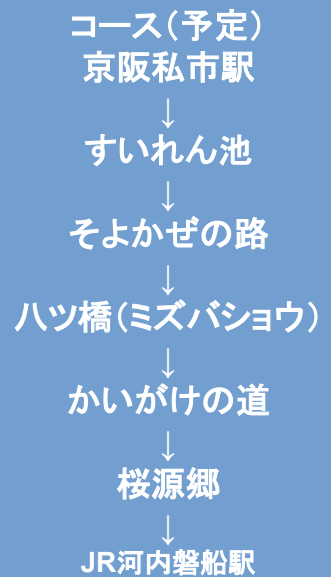 コース（予定）
京阪私市駅
↓
すいれん池
↓
そよかぜの路
↓
八ツ橋（ミズバショウ）
↓
かいがけの道
↓
桜源郷
↓
JR河内磐船駅